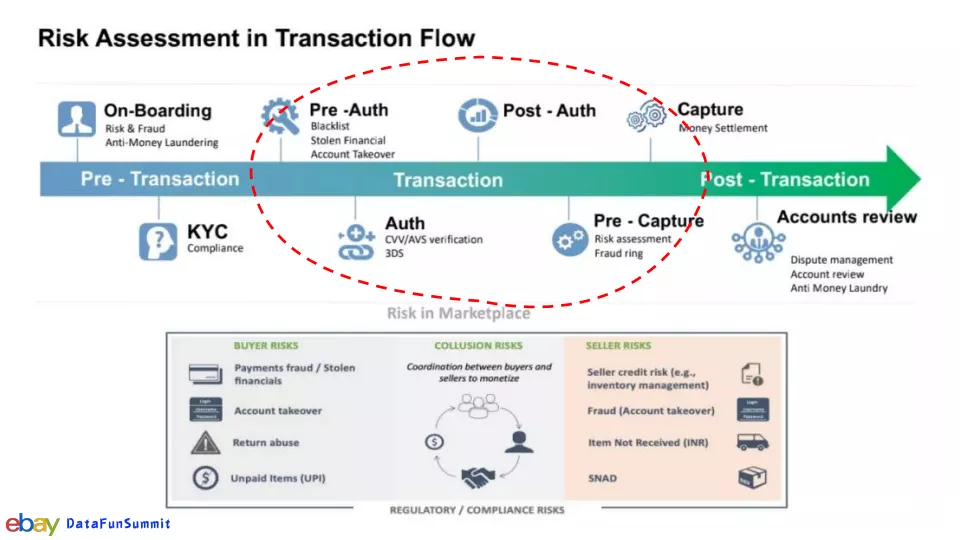 Risk Assessment in Transaction Flow
On-Boarding
Risk & Fraud
Anti-Money Laundering
Pre -Auth
Blacklist
Stolen Financial
Account Takeover
Post - Auth
Capture
Money Settlement
Pre - Transaction
Transaction
Post - Transaction
KYC
Compliance
Auth
CVV/AVS verification
3DS
Pre - Capture
Risk assessment
Fraud ring
Accounts review
Dispute management
Account review
Anti Money Laundry
Risk in Marketplace
BUYER RISKS
Payments fraud / Stolen
financials
Login
Username
Password
Account takeover
Return abuse
$
Unpaid Items (UPI)
COLLUSION RISKS
Coordination between buyers and
sellers to monetize
$
SELLER RISKS
Seller credit risk (e.g.,
inventory management)
Fraud (Account takeover)
Login
Username
Password
Item Not Received (INR)
SNAD
REGULATORY / COMPLIANCE RISKS
ebay DataFunSummit